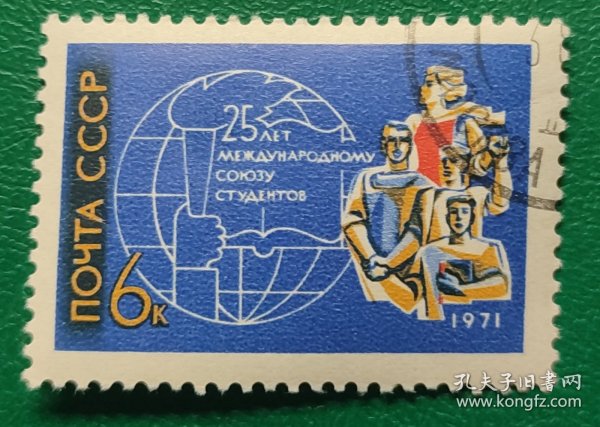 ПОЧТА СССР
6К
25 ЛЕТ
МЕЖДУНАРОДНОМУ
СОЮЗУ
СТУДЕНТОВ
1971
孔夫子旧书网
www.kongfz.com